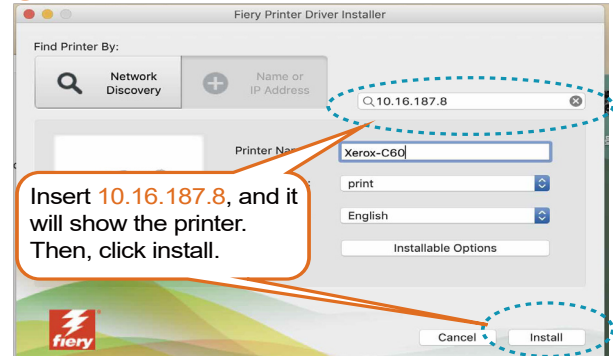 Fiery Printer Driver Installer
Find Printer By:
Network
Discovery
Name or
IP Address
10.16.187.8
Printer Na
Xerox-C60
print
English
Installable Options
Insert 10.16.187.8, and it
will show the printer.
Then, click install.
fiery
Cancel
Install